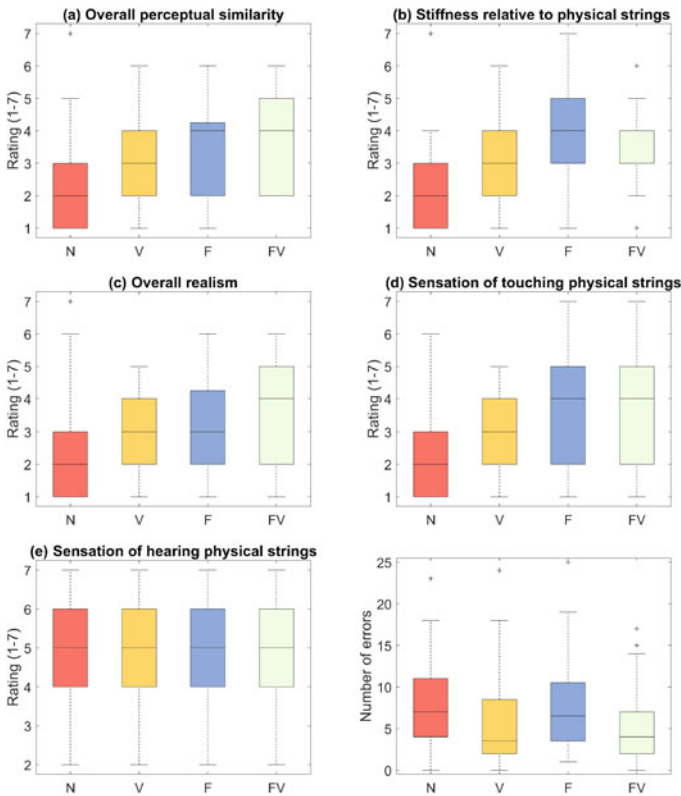 (a) Overall perceptual similarity
Rating (1-7)
7
6
5
4
3
2
1
N V F FV
(b) Stiffness relative to physical strings
Rating (1-7)
7
6
5
4
3
2
1
N V F FV
(c) Overall realism
Rating (1-7)
7
6
5
4
3
2
1
N V F FV
(d) Sensation of touching physical strings
Rating (1-7)
7
6
5
4
3
2
1
N V F FV
(e) Sensation of hearing physical strings
Rating (1-7)
7
6
5
4
3
2
N V F FV
Number of errors
25
20
15
10
5
0
N V F FV